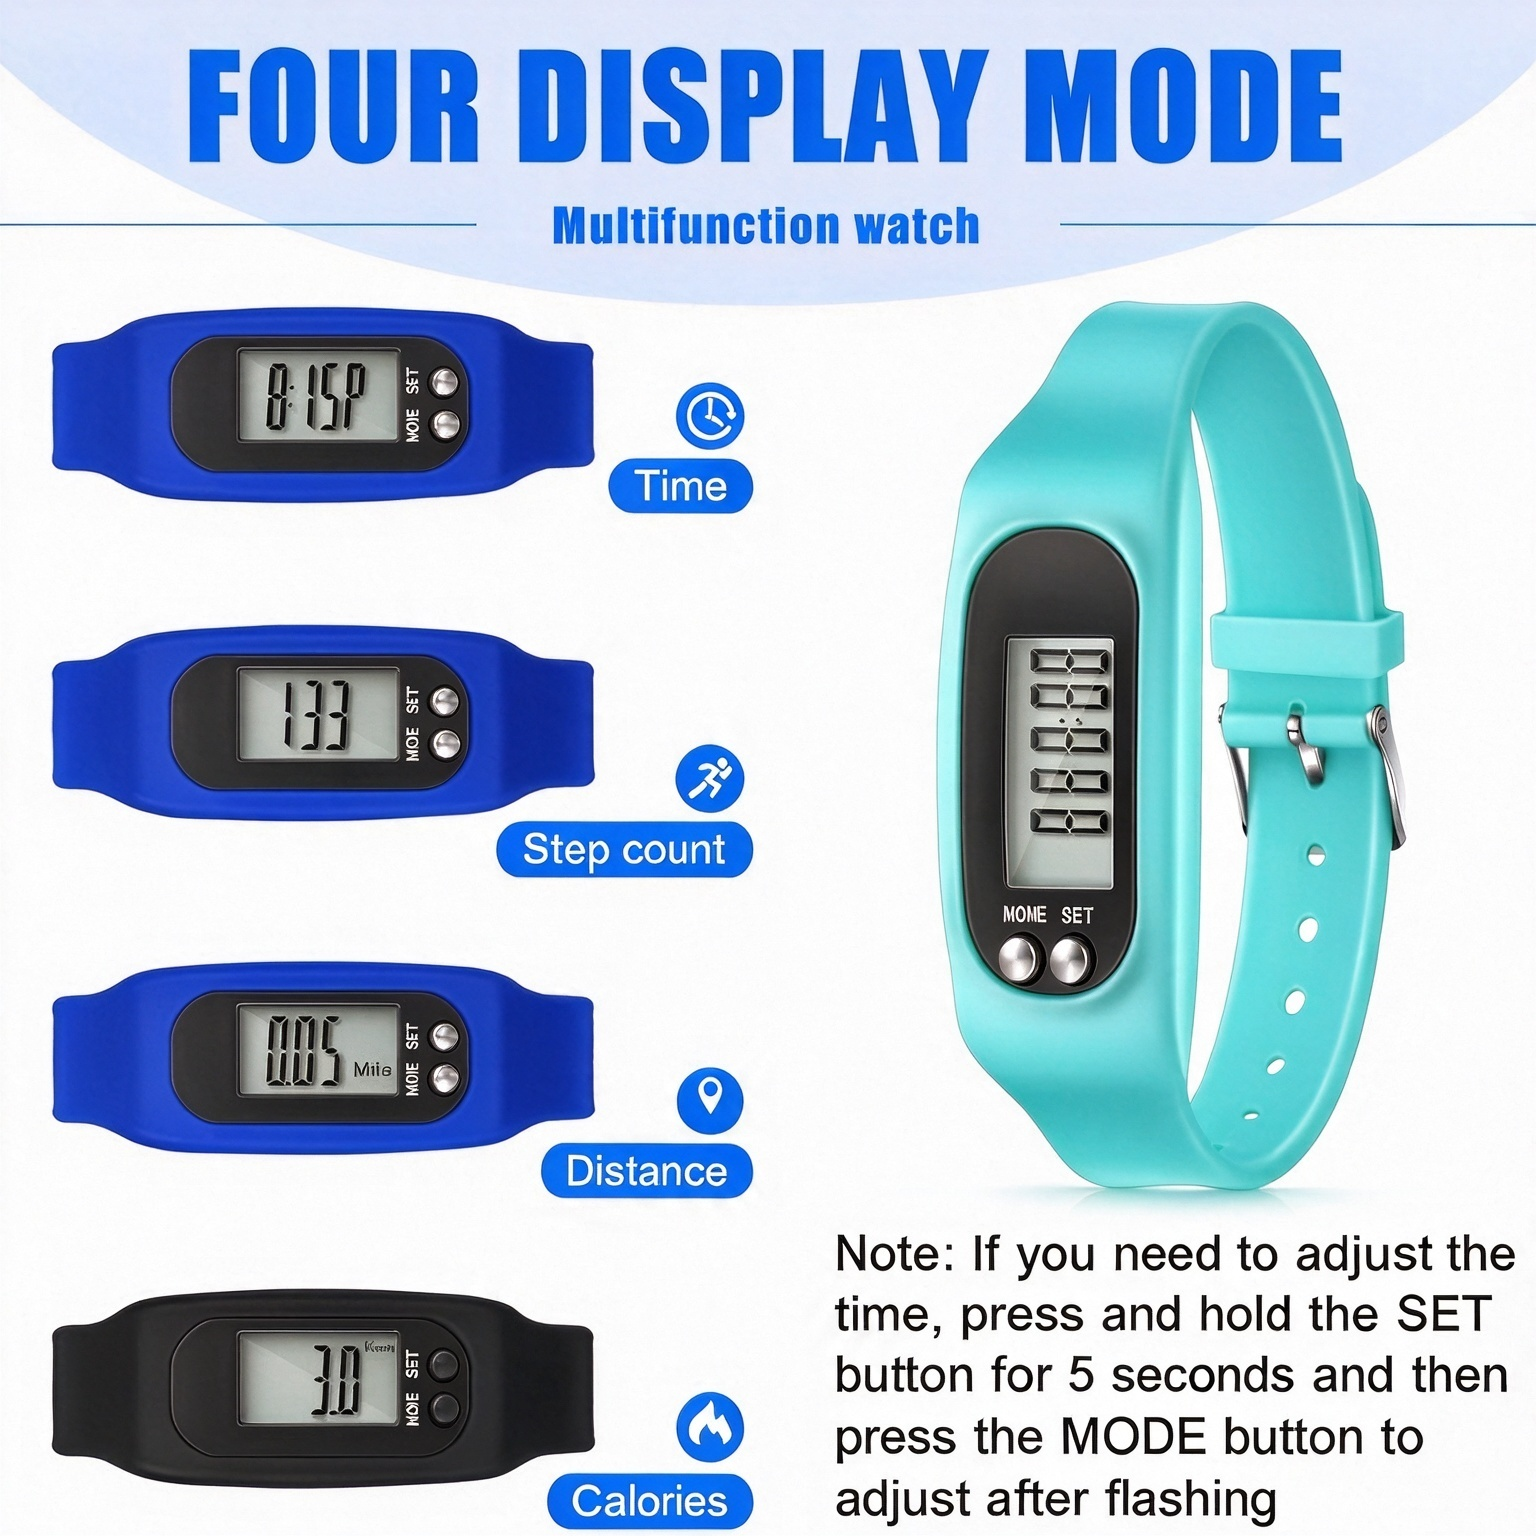 FOUR DISPLAY MODE
Multifunction watch
8:15P
SET
MOIE
Time
133
SET
MOE
Step count
0.05
Mile
SET
MOIE
Distance
3.0
SET
MOIE
Calories
MOME SET
Note: If you need to adjust the
time, press and hold the SET
button for 5 seconds and then
press the MODE button to
adjust after flashing